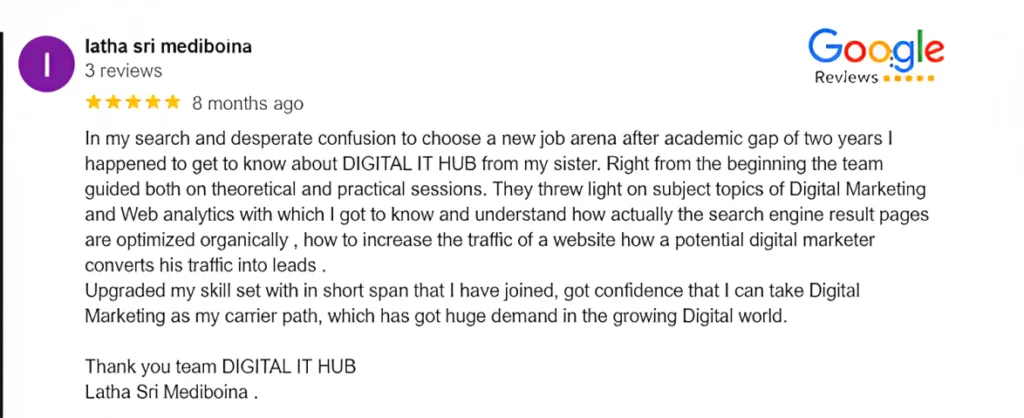 latha sri mediboina
3 reviews
8 months ago
Google
Reviews
In my search and desperate confusion to choose a new job arena after academic gap of two years I
happened to get to know about DIGITAL IT HUB from my sister. Right from the beginning the team
guided both on theoretical and practical sessions. They threw light on subject topics of Digital Marketing
and Web analytics with which I got to know and understand how actually the search engine result pages
are optimized organically , how to increase the traffic of a website how a potential digital marketer
converts his traffic into leads .
Upgraded my skill set with in short span that I have joined, got confidence that I can take Digital
Marketing as my carrier path, which has got huge demand in the growing Digital world.
Thank you team DIGITAL IT HUB
Latha Sri Mediboina .